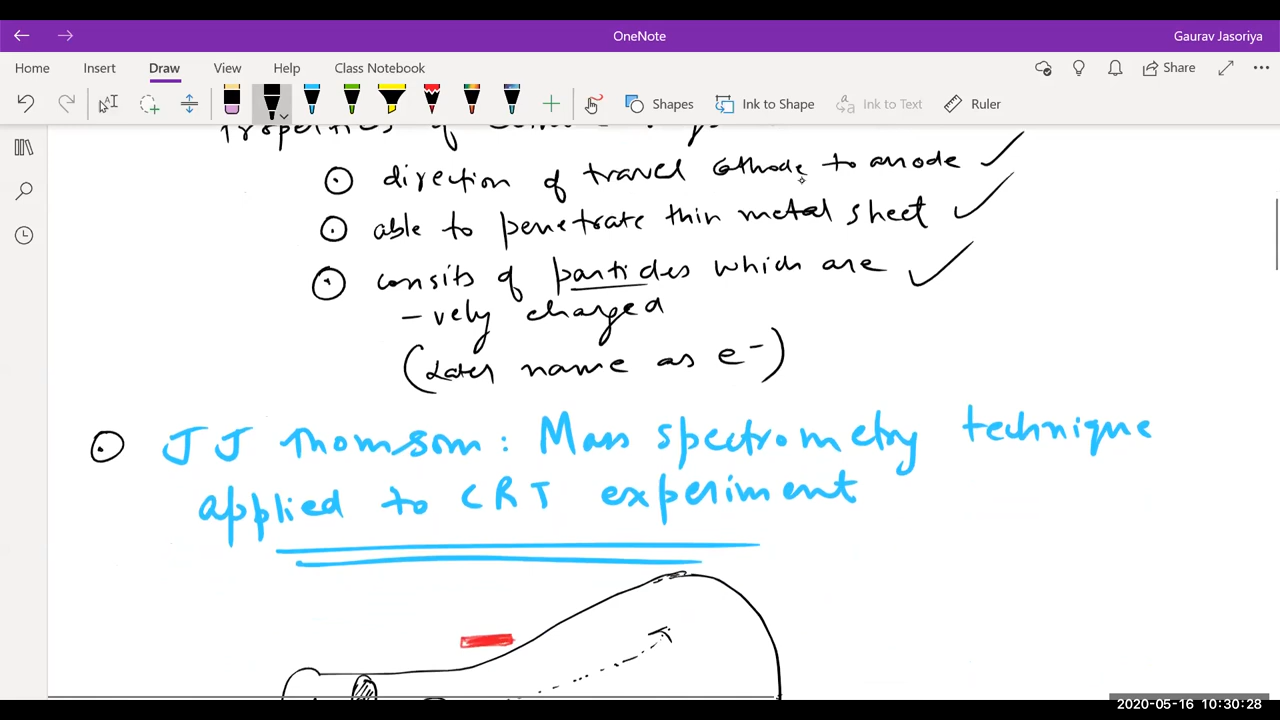 OneNote
Gaurav Jasoriya
Home Insert Draw View Help Class Notebook
Share
Shapes Ink to Shape Ink to Text Ruler
Properties of
direction of travel Cathode to anode
able to penetrate thin metal sheet
consits of particles which are
-vely charged
(Later name as e-)
JJ Thomson: Mass spectrometry technique
applied to CRT experiment
2020-05-16 10:30:28